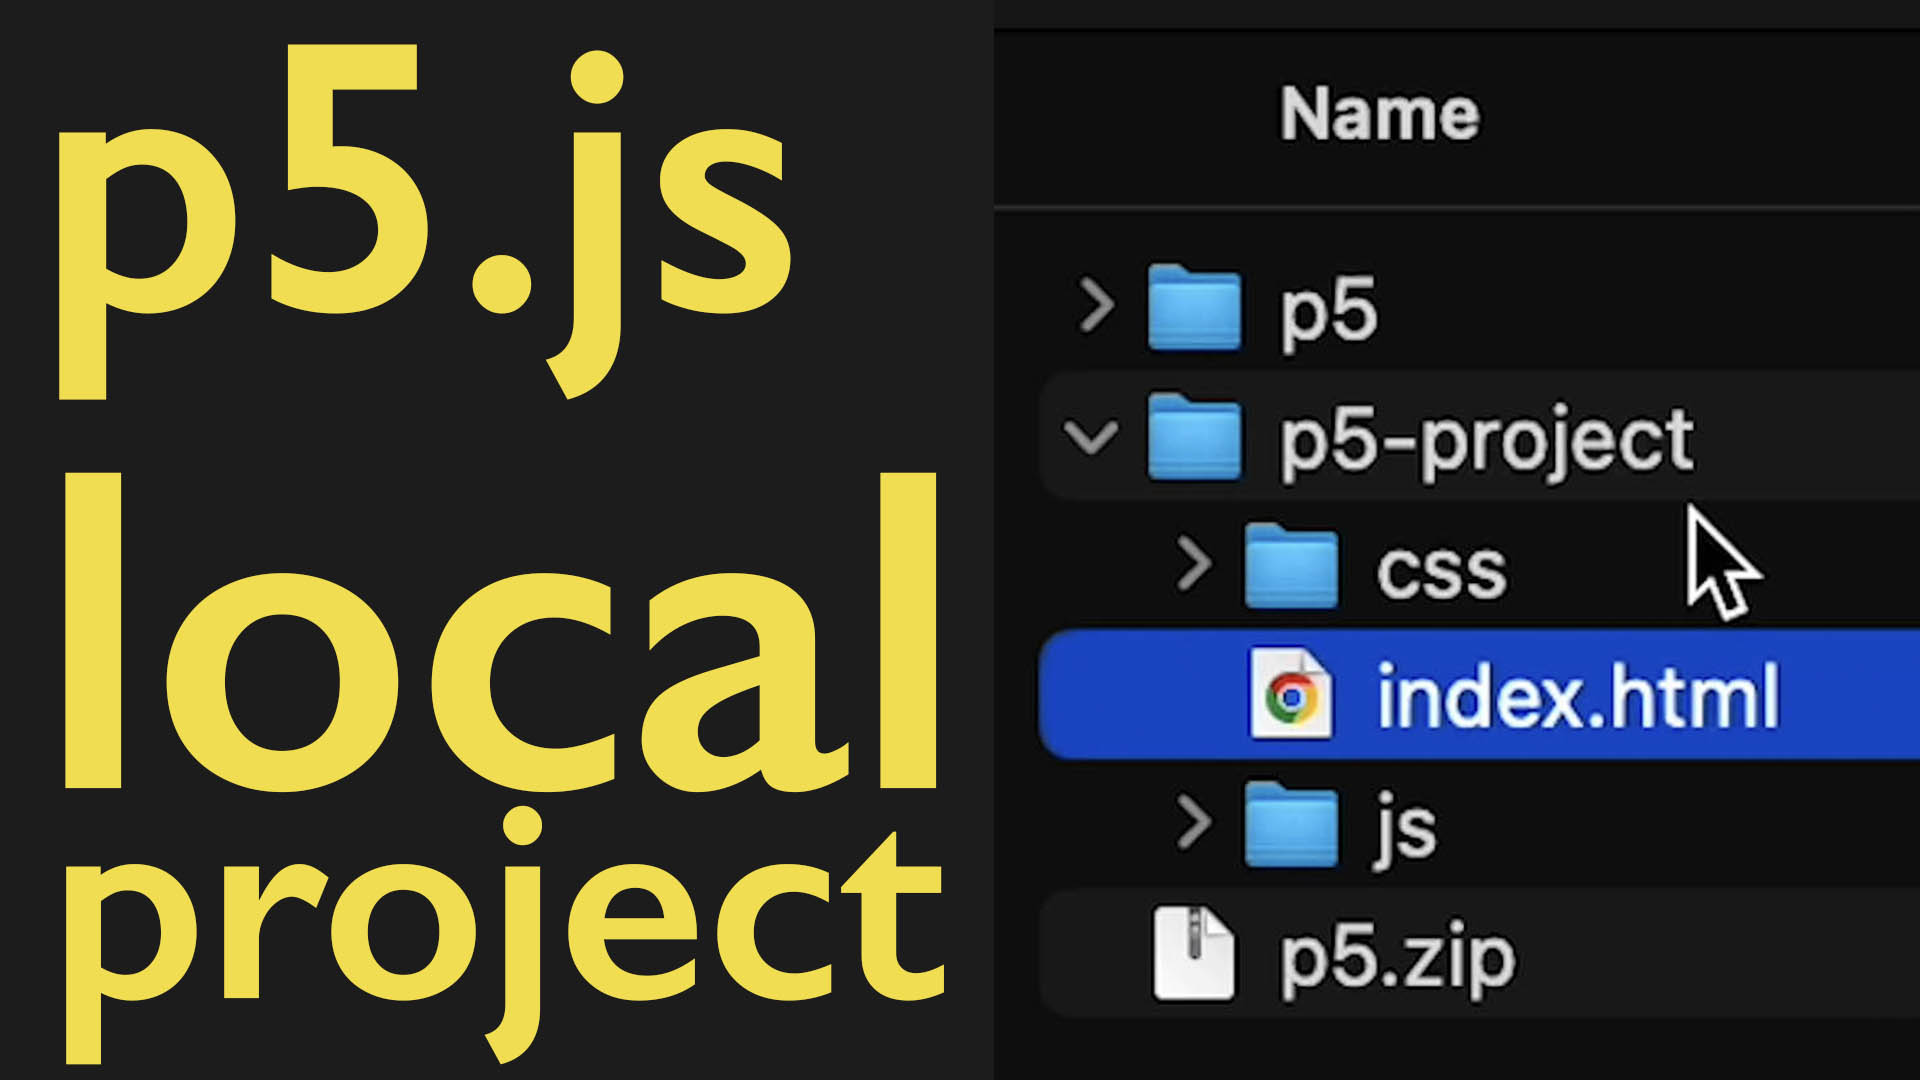 p5.js
local
project
Name
p5
p5-project
css
index.html
js
p5.zip